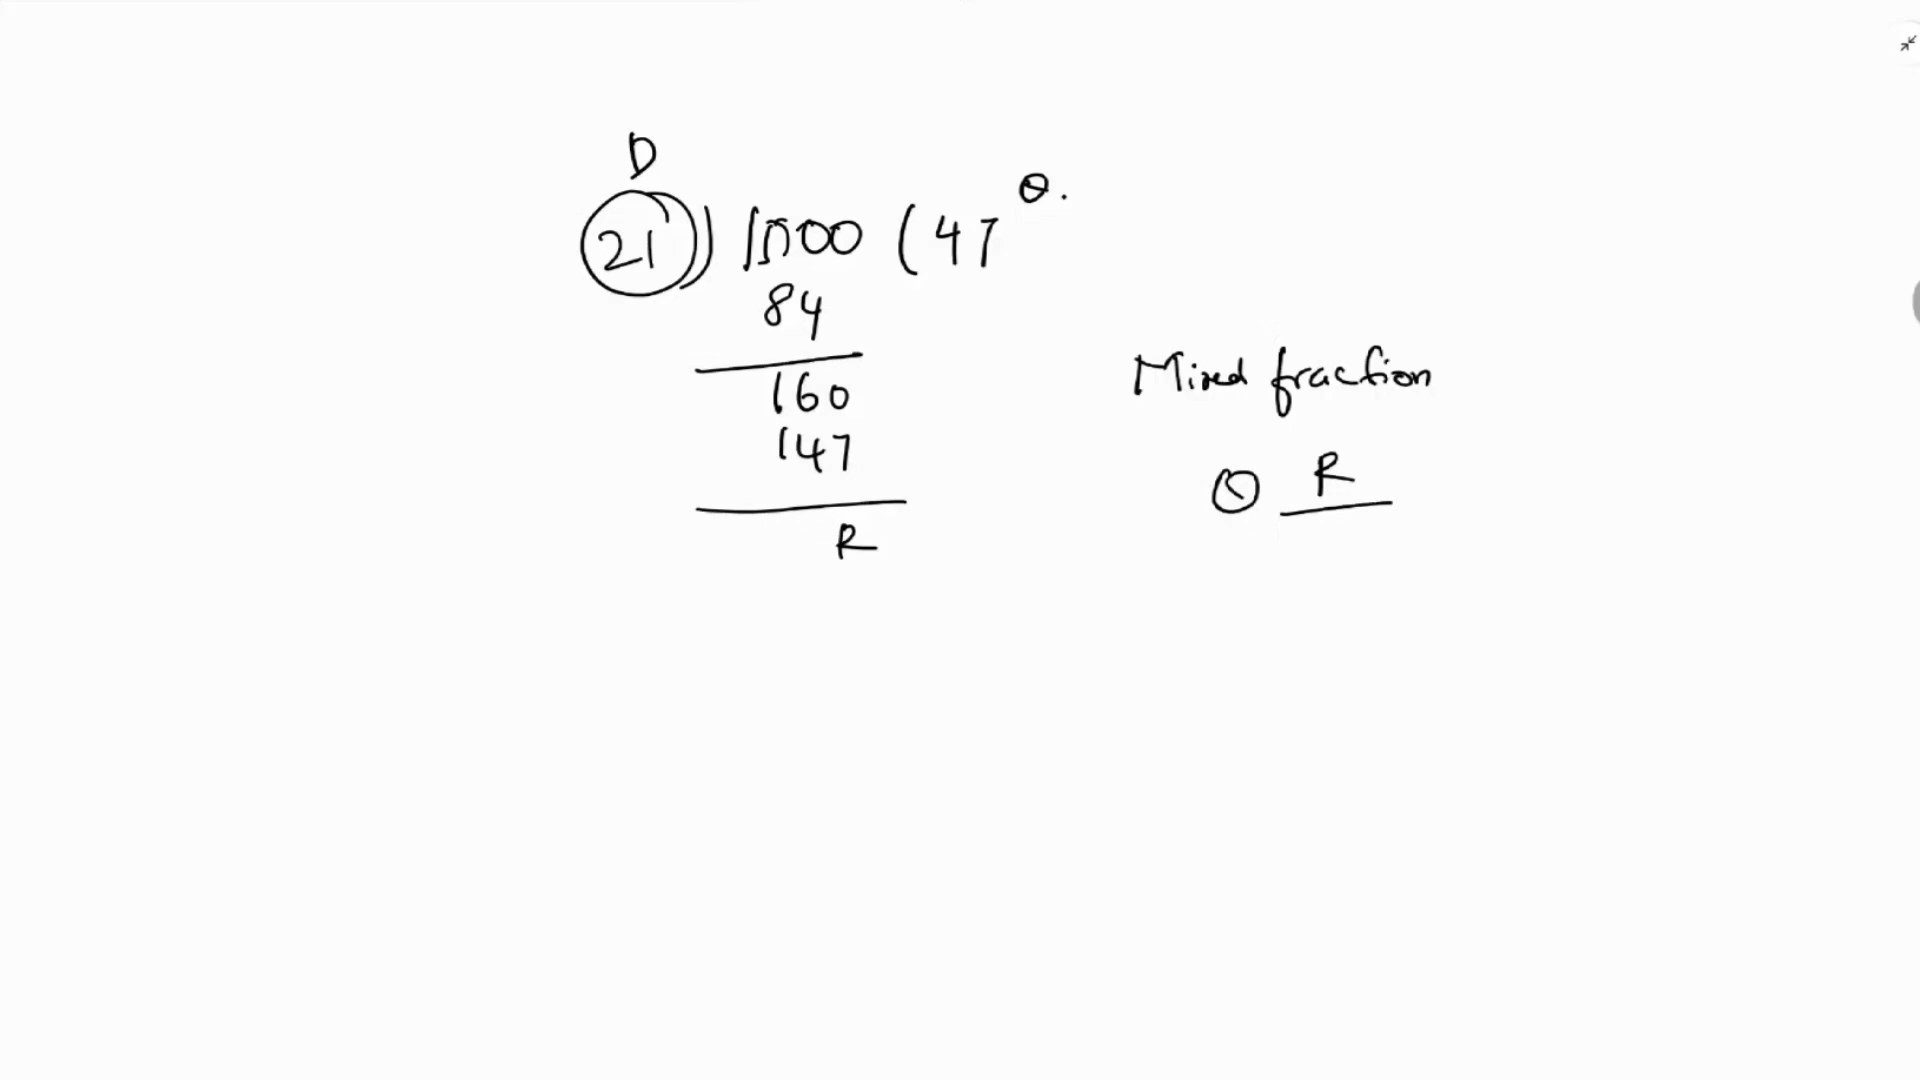 D
Q.
21 ) 1000 ( 47
84
160
147
R
Mixed fraction
Q R